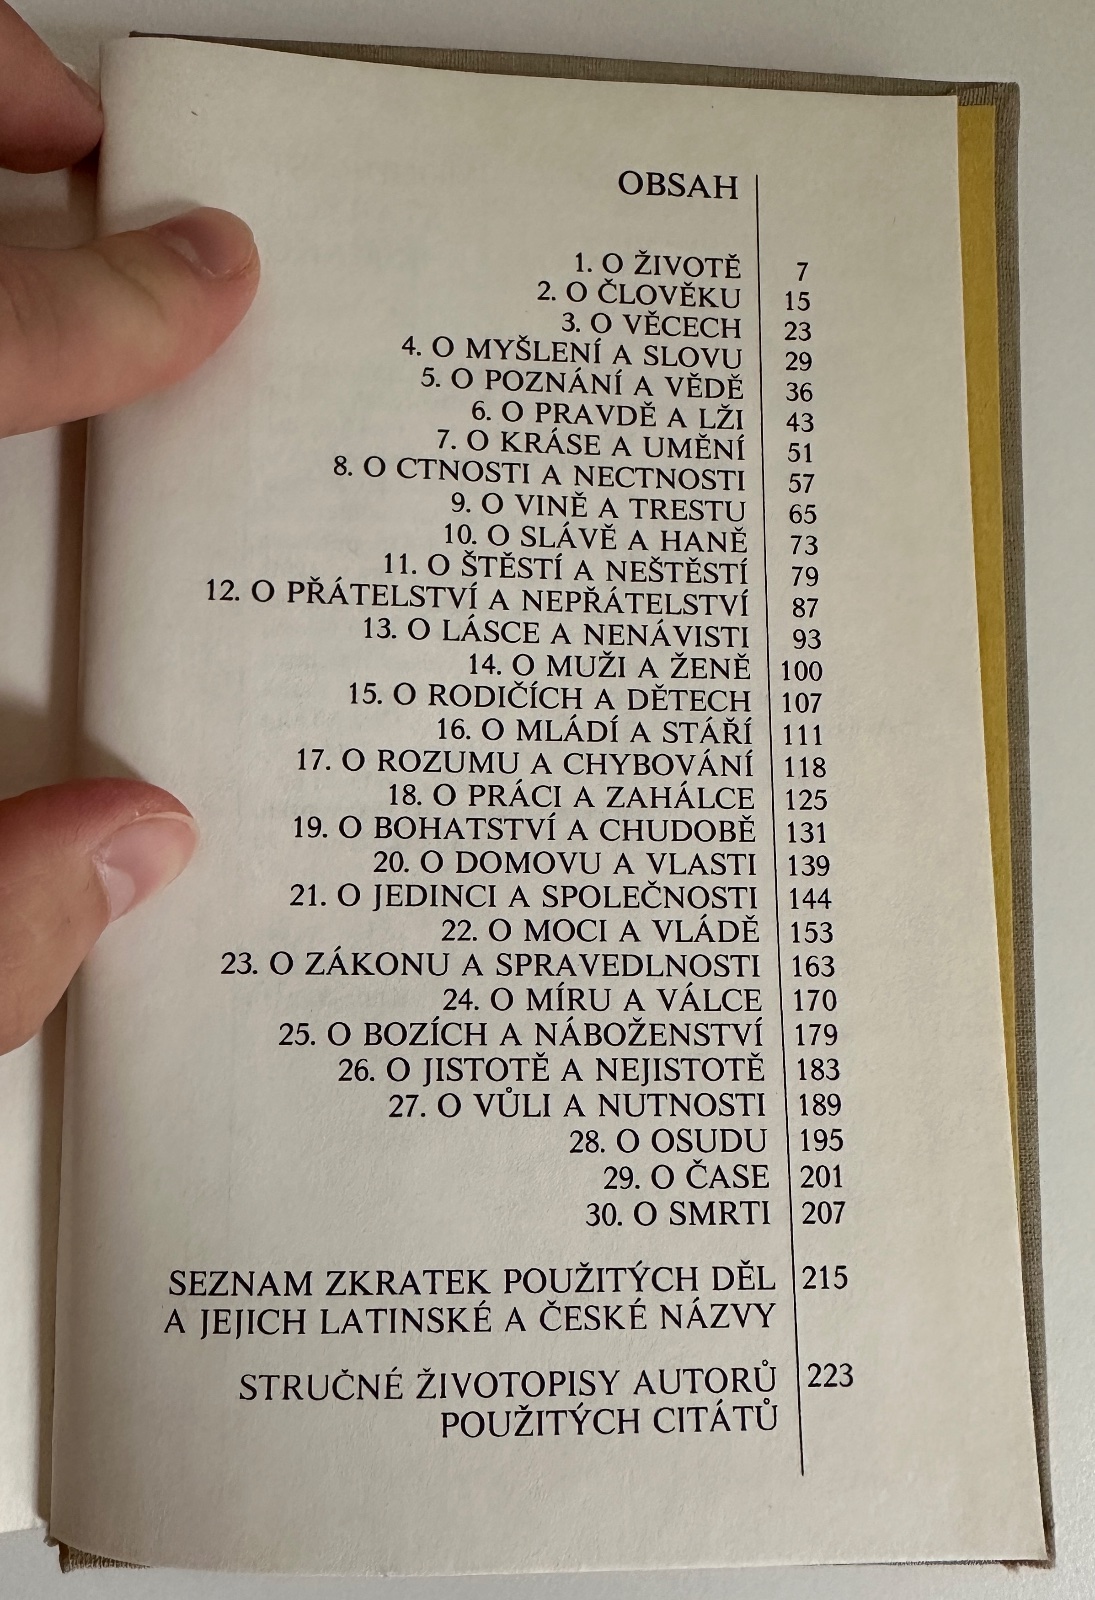 OBSAH
1. O ŽIVOTĚ 7
2. O ČLOVĚKU 15
3. O VĚCECH 23
4. O MYŠLENÍ A SLOVU 29
5. O POZNÁNÍ A VĚDĚ 36
6. O PRAVDĚ A LŽI 43
7. O KRÁSE A UMĚNÍ 51
8. O CTNOSTI A NECTNOSTI 57
9. O VINĚ A TRESTU 65
10. O SLÁVĚ A HANĚ 73
11. O ŠTĚSTÍ A NEŠTĚSTÍ 79
12. O PŘÁTELSTVÍ A NEPŘÁTELSTVÍ 87
13. O LÁSCE A NENÁVISTI 93
14. O MUŽI A ŽENĚ 100
15. O RODIČÍCH A DĚTECH 107
16. O MLÁDÍ A STÁŘÍ 111
17. O ROZUMU A CHYBOVÁNÍ 118
18. O PRÁCI A ZAHÁLCE 125
19. O BOHATSTVÍ A CHUDOBĚ 131
20. O DOMOVU A VLASTI 139
21. O JEDINCI A SPOLEČNOSTI 144
22. O MOCI A VLÁDĚ 153
23. O ZÁKONU A SPRAVEDLNOSTI 163
24. O MÍRU A VÁLCE 170
25. O BOZÍCH A NÁBOŽENSTVÍ 179
26. O JISTOTĚ A NEJISTOTĚ 183
27. O VŮLI A NUTNOSTI 189
28. O OSUDU 195
29. O ČASE 201
30. O SMRTI 207
SEZNAM ZKRATEK POUŽITÝCH DĚL 215
A JEJICH LATINSKÉ A ČESKÉ NÁZVY
STRUČNÉ ŽIVOTOPISY AUTORŮ 223
POUŽITÝCH CITÁTŮ